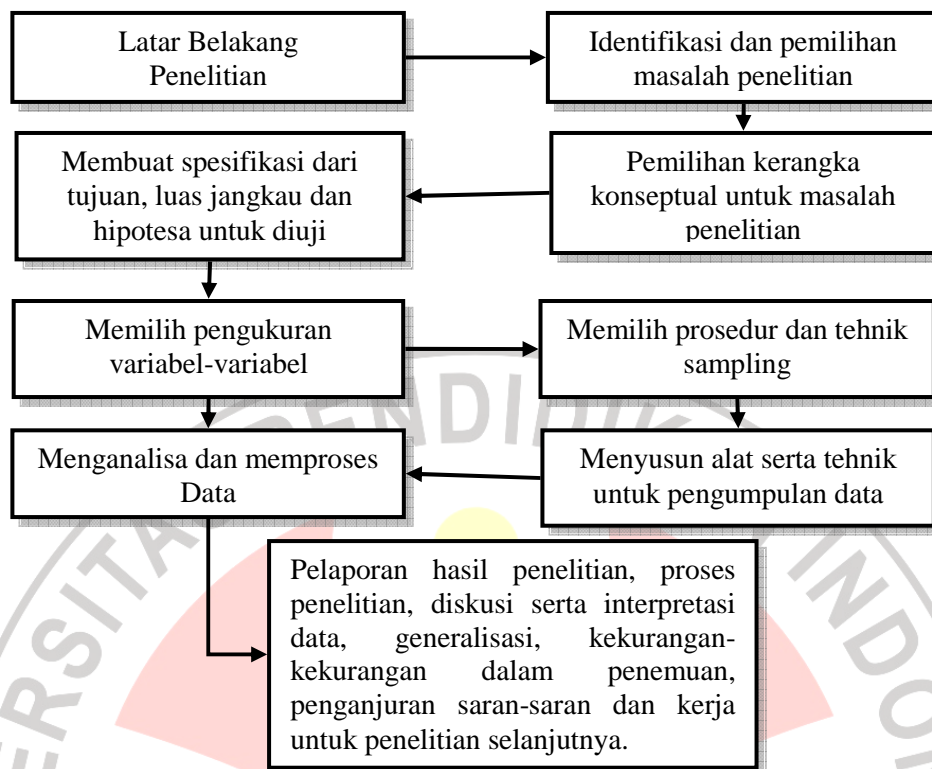 Latar Belakang
Penelitian
Identifikasi dan pemilihan
masalah penelitian
Pemilihan kerangka
konseptual untuk masalah
penelitian
Membuat spesifikasi dari
tujuan, luas jangkau dan
hipotesa untuk diuji
Memilih pengukuran
variabel-variabel
Memilih prosedur dan tehnik
sampling
Menyusun alat serta tehnik
untuk pengumpulan data
Menganalisa dan memproses
Data
Pelaporan hasil penelitian, proses
penelitian, diskusi serta interpretasi
data, generalisasi, kekurangan-
kekurangan dalam penemuan,
penganjuran saran-saran dan kerja
untuk penelitian selanjutnya.